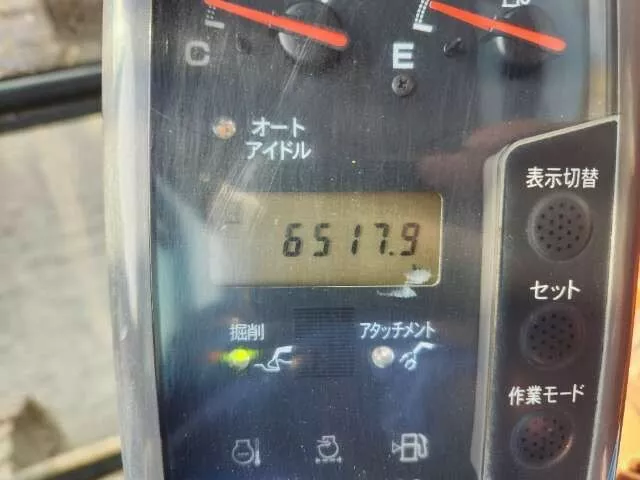 C
E
オート
アイドル
表示切替
6517.9
セット
掘削
アタッチメント
作業モード